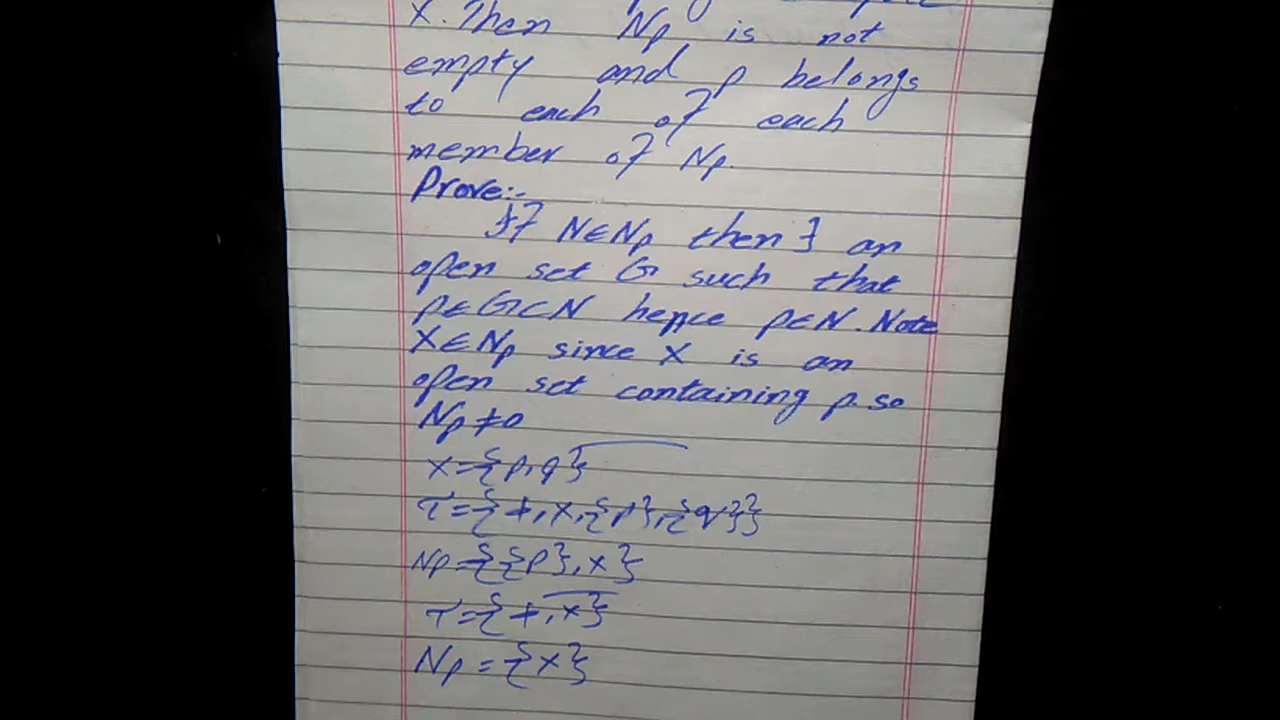 X. Then Np is not
empty and p belongs
to each of each
member of Np.
Prove:-
If N∈Np then ∃ an
open set G such that
p∈G⊂N hence p∈N. Note
X∈Np since X is an
open set containing p. so
Np≠∅
X={p,q}
τ={ϕ,X,{p},{q}}
Np={{p},X}
τ={ϕ,X}
Np={X}